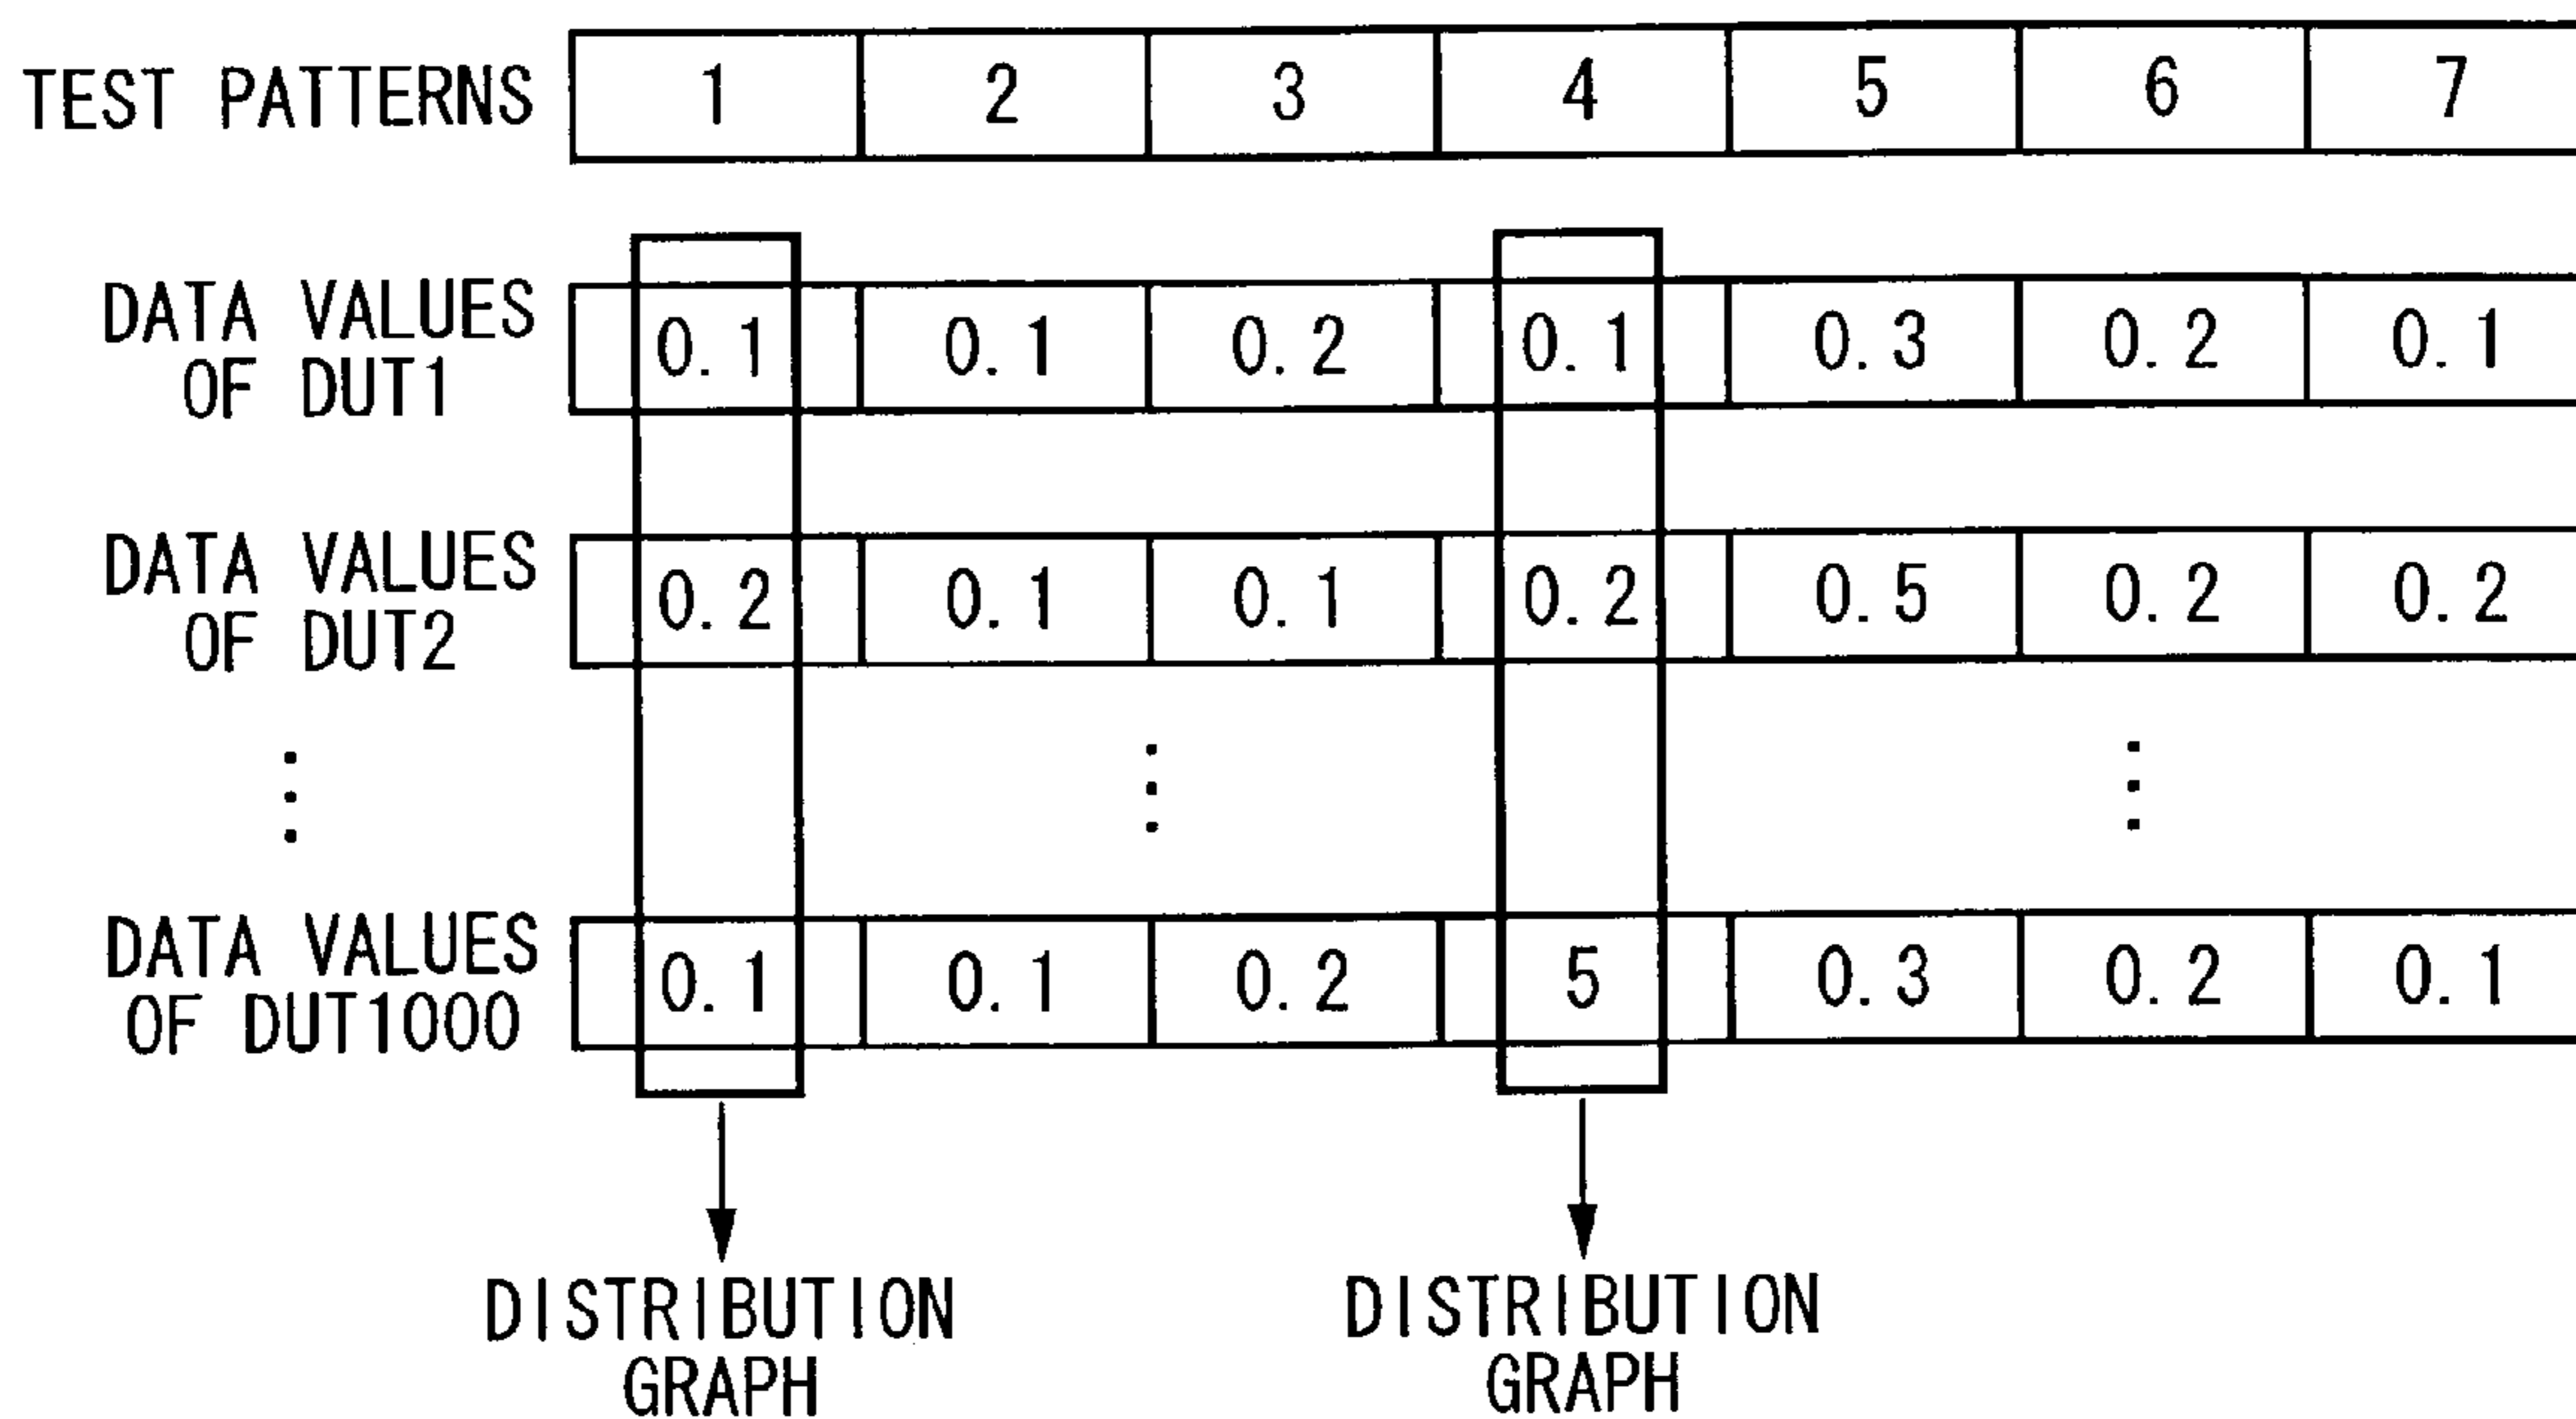 TEST PATTERNS 1 2 3 4 5 6 7
DATA VALUES
OF DUT1
0.1 0.1 0.2 0.1 0.3 0.2 0.1
DATA VALUES
OF DUT2
0.2 0.1 0.1 0.2 0.5 0.2 0.2
DATA VALUES
OF DUT1000
0.1 0.1 0.2 5 0.3 0.2 0.1
DISTRIBUTION
GRAPH
DISTRIBUTION
GRAPH